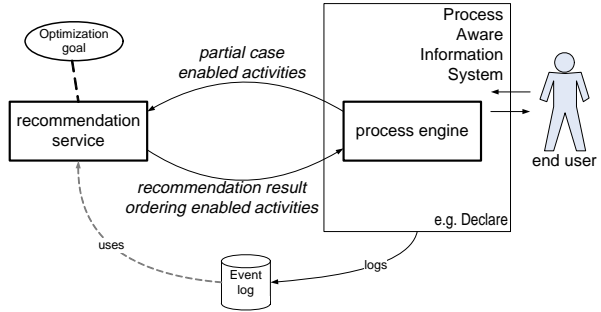 Optimization
goal
partial case
enabled activities
Process
Aware
Information
System
recommendation
service
process engine
end user
recommendation result
ordering enabled activities
e.g. Declare
uses
Event
log
logs